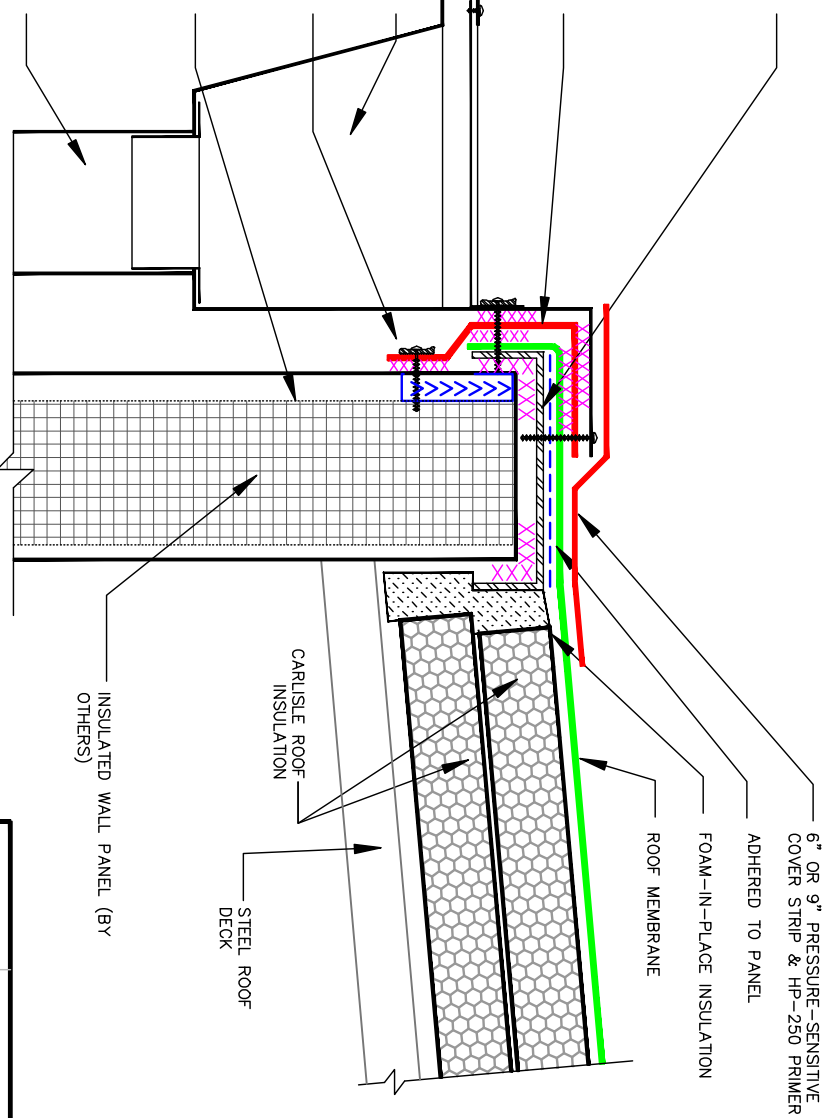 6" OR 9" PRESSURE-SENSITIVE
COVER STRIP & HP-250 PRIMER
ADHERED TO PANEL
FOAM-IN-PLACE INSULATION
ROOF MEMBRANE
CARLISLE ROOF
INSULATION
STEEL ROOF
DECK
INSULATED WALL PANEL (BY
OTHERS)